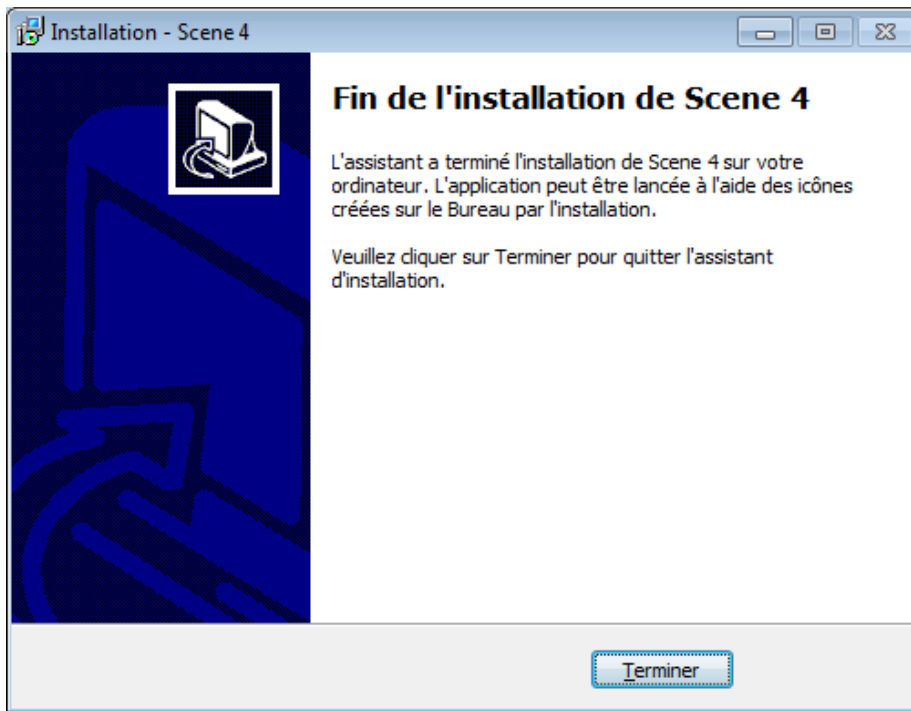 Installation - Scene 4
Fin de l'installation de Scene 4
L'assistant a terminé l'installation de Scene 4 sur votre
ordinateur. L'application peut être lancée à l'aide des icônes
créées sur le Bureau par l'installation.
Veuillez cliquer sur Terminer pour quitter l'assistant
d'installation.
Terminer